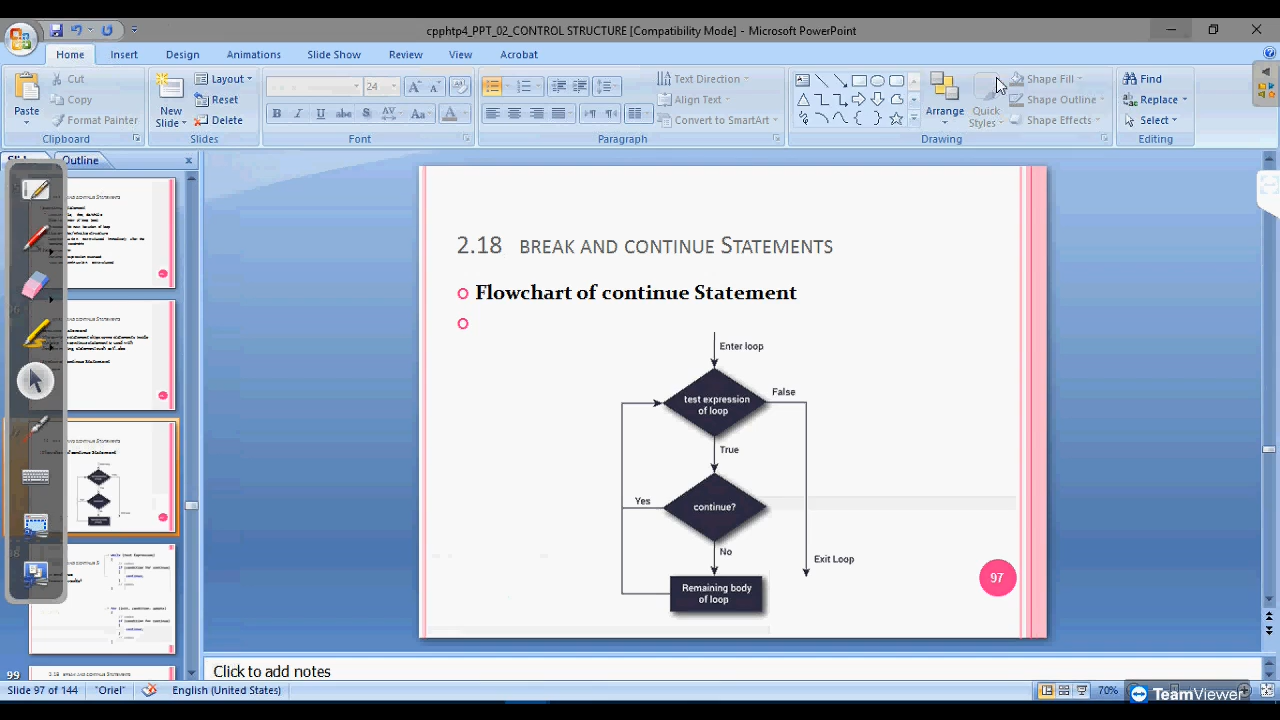 cpphtp4_PPT_02_CONTROL STRUCTURE [Compatibility Mode] - Microsoft PowerPoint
Home Insert Design Animations Slide Show Review View Acrobat
Paste
Cut
Copy
Format Painter
Clipboard
New Slide
Layout
Reset
Delete
Slides
24
B I U abc S AV Aa A
Font
Text Direction
Align Text
Convert to SmartArt
Paragraph
Arrange
Quick Styles
Shape Fill
Shape Outline
Shape Effects
Drawing
Find
Replace
Select
Editing
Outline
2.18 BREAK AND CONTINUE STATEMENTS
Flowchart of continue Statement
Enter loop
test expression
of loop
False
True
continue?
Yes
No
Remaining body
of loop
Exit Loop
97
99
Click to add notes
Slide 97 of 144 "Oriel" English (United States) 70%
TeamViewer